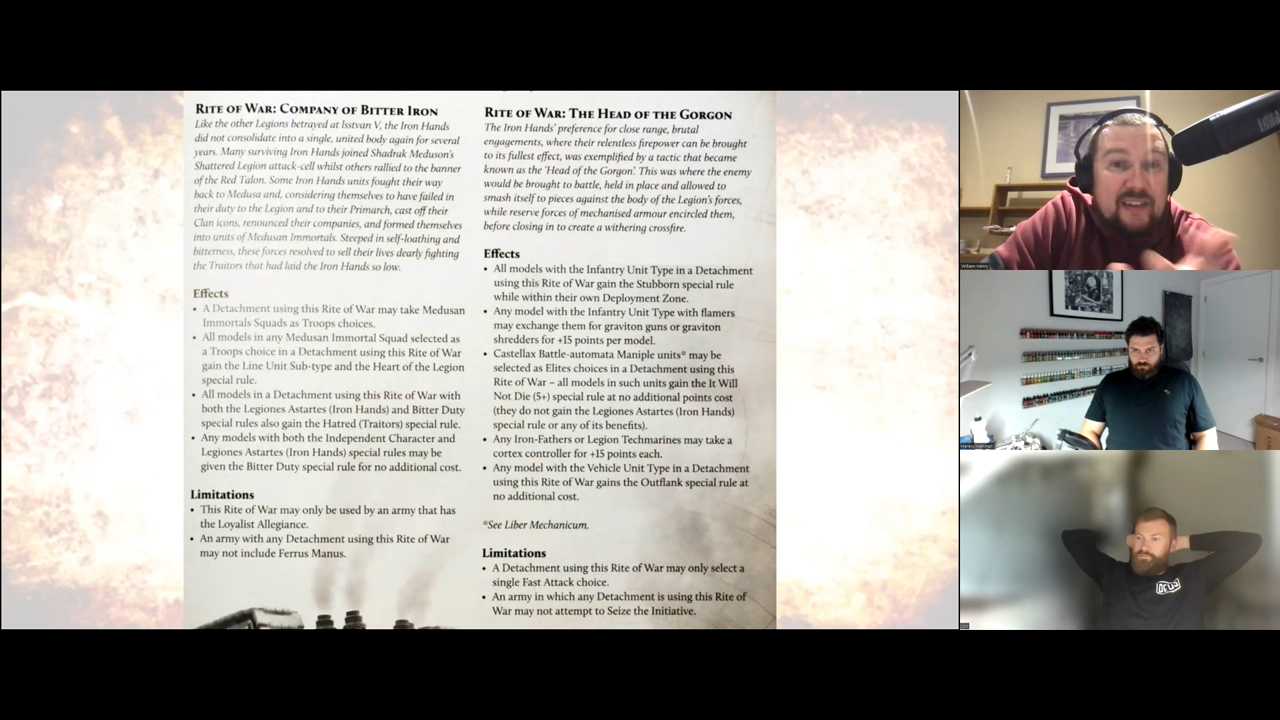 RITE OF WAR: COMPANY OF BITTER IRON
Like the other Legions betrayed at Isstvan V, the Iron Hands
did not consolidate into a single, united body again for several
years. Many surviving Iron Hands joined Shadrak Meduson's
Shattered Legion attack-cell whilst others rallied to the banner
of the Red Talon. Some Iron Hands units fought their way
back to Medusa and, considering themselves to have failed in
their duty to the Legion and to their Primarch, cast off their
Clan icons, renounced their companies, and formed themselves
into units of Medusan Immortals. Steeped in self-loathing and
bitterness, these forces resolved to sell their lives dearly fighting
the Traitors that had laid the Iron Hands so low.
Effects
• A Detachment using this Rite of War may take Medusan
Immortals Squads as Troops choices.
• All models in any Medusan Immortal Squad selected as
a Troops choice in a Detachment using this Rite of War
gain the Line Unit Sub-type and the Heart of the Legion
special rule.
• All models in a Detachment using this Rite of War with
both the Legiones Astartes (Iron Hands) and Bitter Duty
special rules also gain the Hatred (Traitors) special rule.
• Any models with both the Independent Character and
Legiones Astartes (Iron Hands) special rules may be
given the Bitter Duty special rule for no additional cost.
Limitations
• This Rite of War may only be used by an army that has
the Loyalist Allegiance.
• An army with any Detachment using this Rite of War
may not include Ferrus Manus.
RITE OF WAR: THE HEAD OF THE GORGON
The Iron Hands' preference for close range, brutal
engagements, where their relentless firepower can be brought
to its fullest effect, was exemplified by a tactic that became
known as the 'Head of the Gorgon'. This was where the enemy
would be brought to battle, held in place and allowed to
smash itself to pieces against the body of the Legion's forces,
while reserve forces of mechanised armour encircled them,
before closing in to create a withering crossfire.
Effects
• All models with the Infantry Unit Type in a Detachment
using this Rite of War gain the Stubborn special rule
while within their own Deployment Zone.
• Any model with the Infantry Unit Type with flamers
may exchange them for graviton guns or graviton
shredders for +15 points per model.
• Castellax Battle-automata Maniple units* may be
selected as Elites choices in a Detachment using this
Rite of War – all models in such units gain the It Will
Not Die (5+) special rule at no additional points cost
(they do not gain the Legiones Astartes (Iron Hands)
special rule or any of its benefits).
• Any Iron-Fathers or Legion Techmarines may take a
cortex controller for +15 points each.
• Any model with the Vehicle Unit Type in a Detachment
using this Rite of War gains the Outflank special rule at
no additional cost.
*See Liber Mechanicum.
Limitations
• A Detachment using this Rite of War may only select a
single Fast Attack choice.
• An army in which any Detachment is using this Rite of
War may not attempt to Seize the Initiative.
DEUS